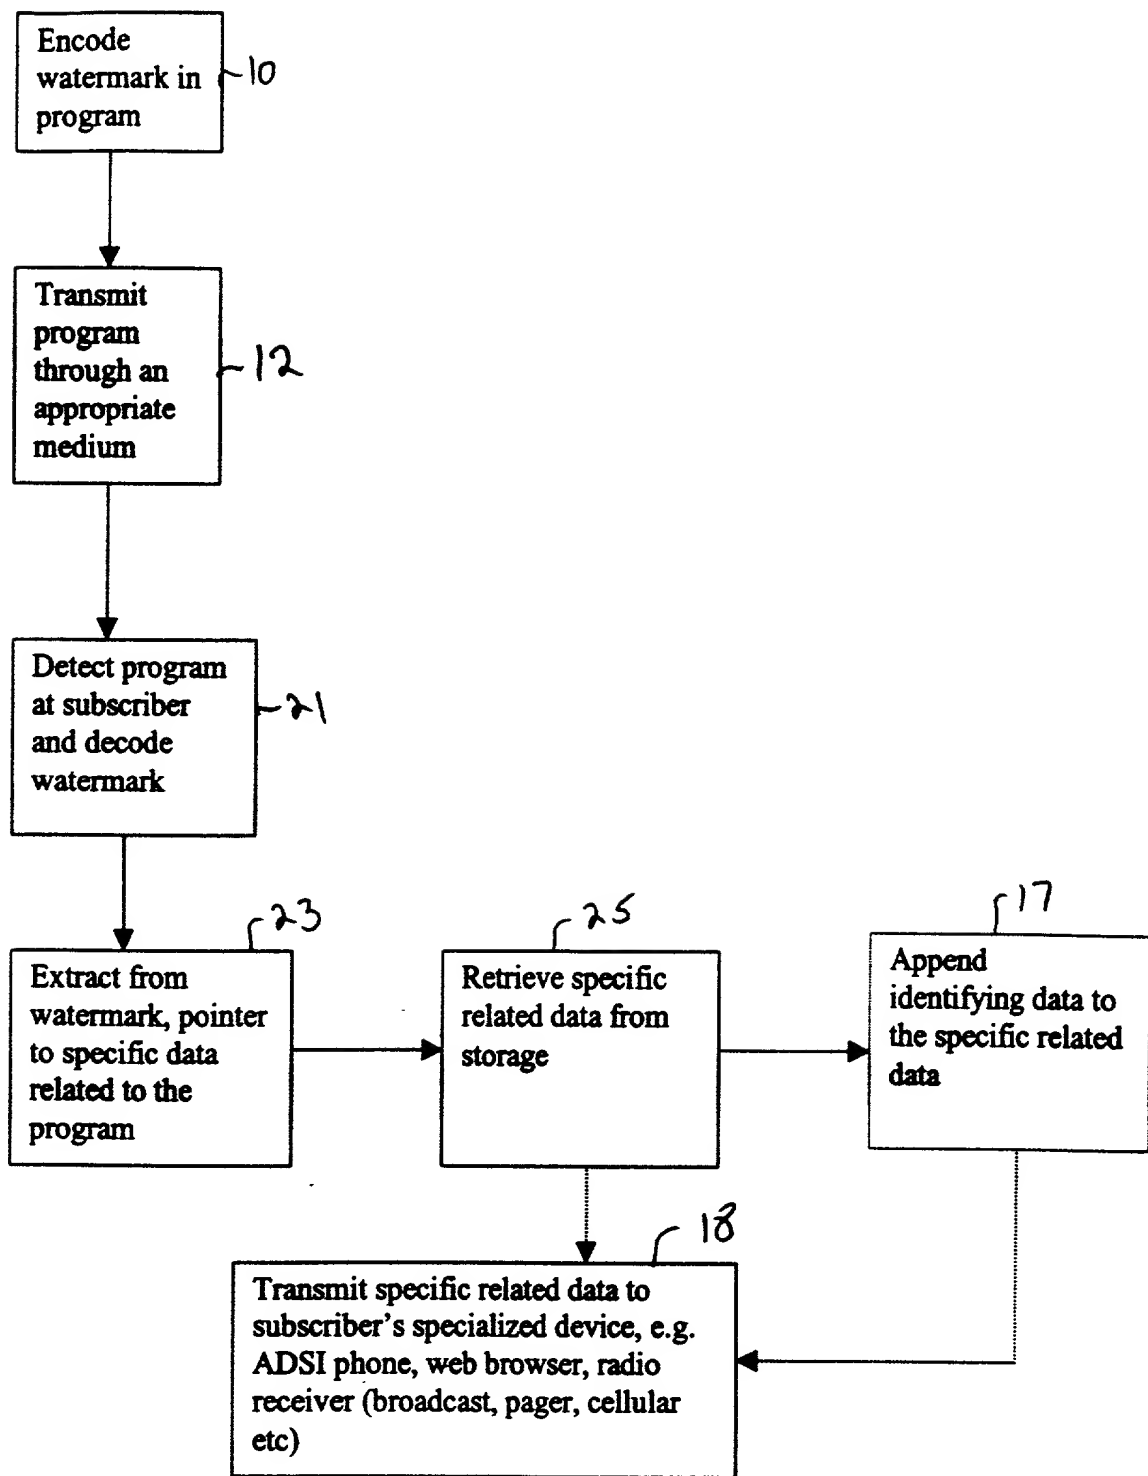 Encode
watermark in
program
10
Transmit
program
through an
appropriate
medium
12
Detect program
at subscriber
and decode
watermark
21
23
Extract from
watermark, pointer
to specific data
related to the
program
25
Retrieve specific
related data from
storage
17
Append
identifying data to
the specific related
data
18
Transmit specific related data to
subscriber's specialized device, e.g.
ADSI phone, web browser, radio
receiver (broadcast, pager, cellular
etc)